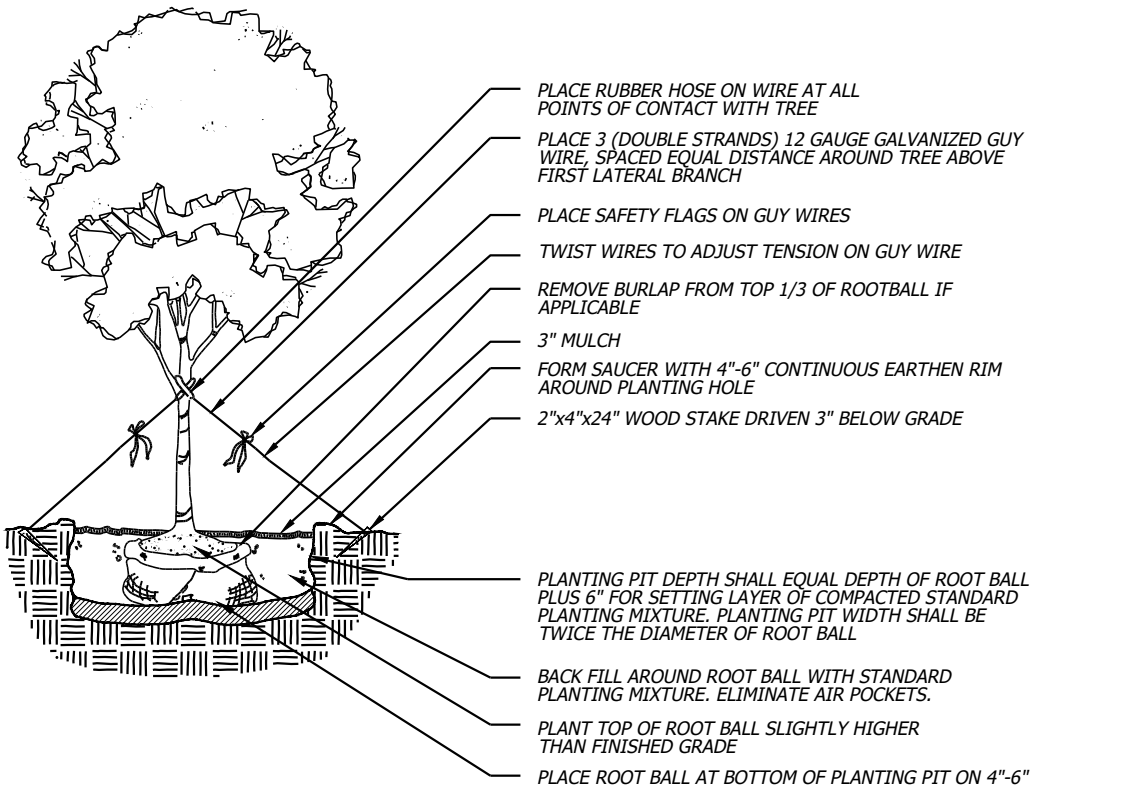 PLACE RUBBER HOSE ON WIRE AT ALL
POINTS OF CONTACT WITH TREE
PLACE 3 (DOUBLE STRANDS) 12 GAUGE GALVANIZED GUY
WIRE, SPACED EQUAL DISTANCE AROUND TREE ABOVE
FIRST LATERAL BRANCH
PLACE SAFETY FLAGS ON GUY WIRES
TWIST WIRES TO ADJUST TENSION ON GUY WIRE
REMOVE BURLAP FROM TOP 1/3 OF ROOTBALL IF
APPLICABLE
3" MULCH
FORM SAUCER WITH 4"-6" CONTINUOUS EARTHEN RIM
AROUND PLANTING HOLE
2"x4"x24" WOOD STAKE DRIVEN 3" BELOW GRADE
PLANTING PIT DEPTH SHALL EQUAL DEPTH OF ROOT BALL
PLUS 6" FOR SETTING LAYER OF COMPACTED STANDARD
PLANTING MIXTURE. PLANTING PIT WIDTH SHALL BE
TWICE THE DIAMETER OF ROOT BALL
BACK FILL AROUND ROOT BALL WITH STANDARD
PLANTING MIXTURE. ELIMINATE AIR POCKETS.
PLANT TOP OF ROOT BALL SLIGHTLY HIGHER
THAN FINISHED GRADE
PLACE ROOT BALL AT BOTTOM OF PLANTING PIT ON 4"-6"